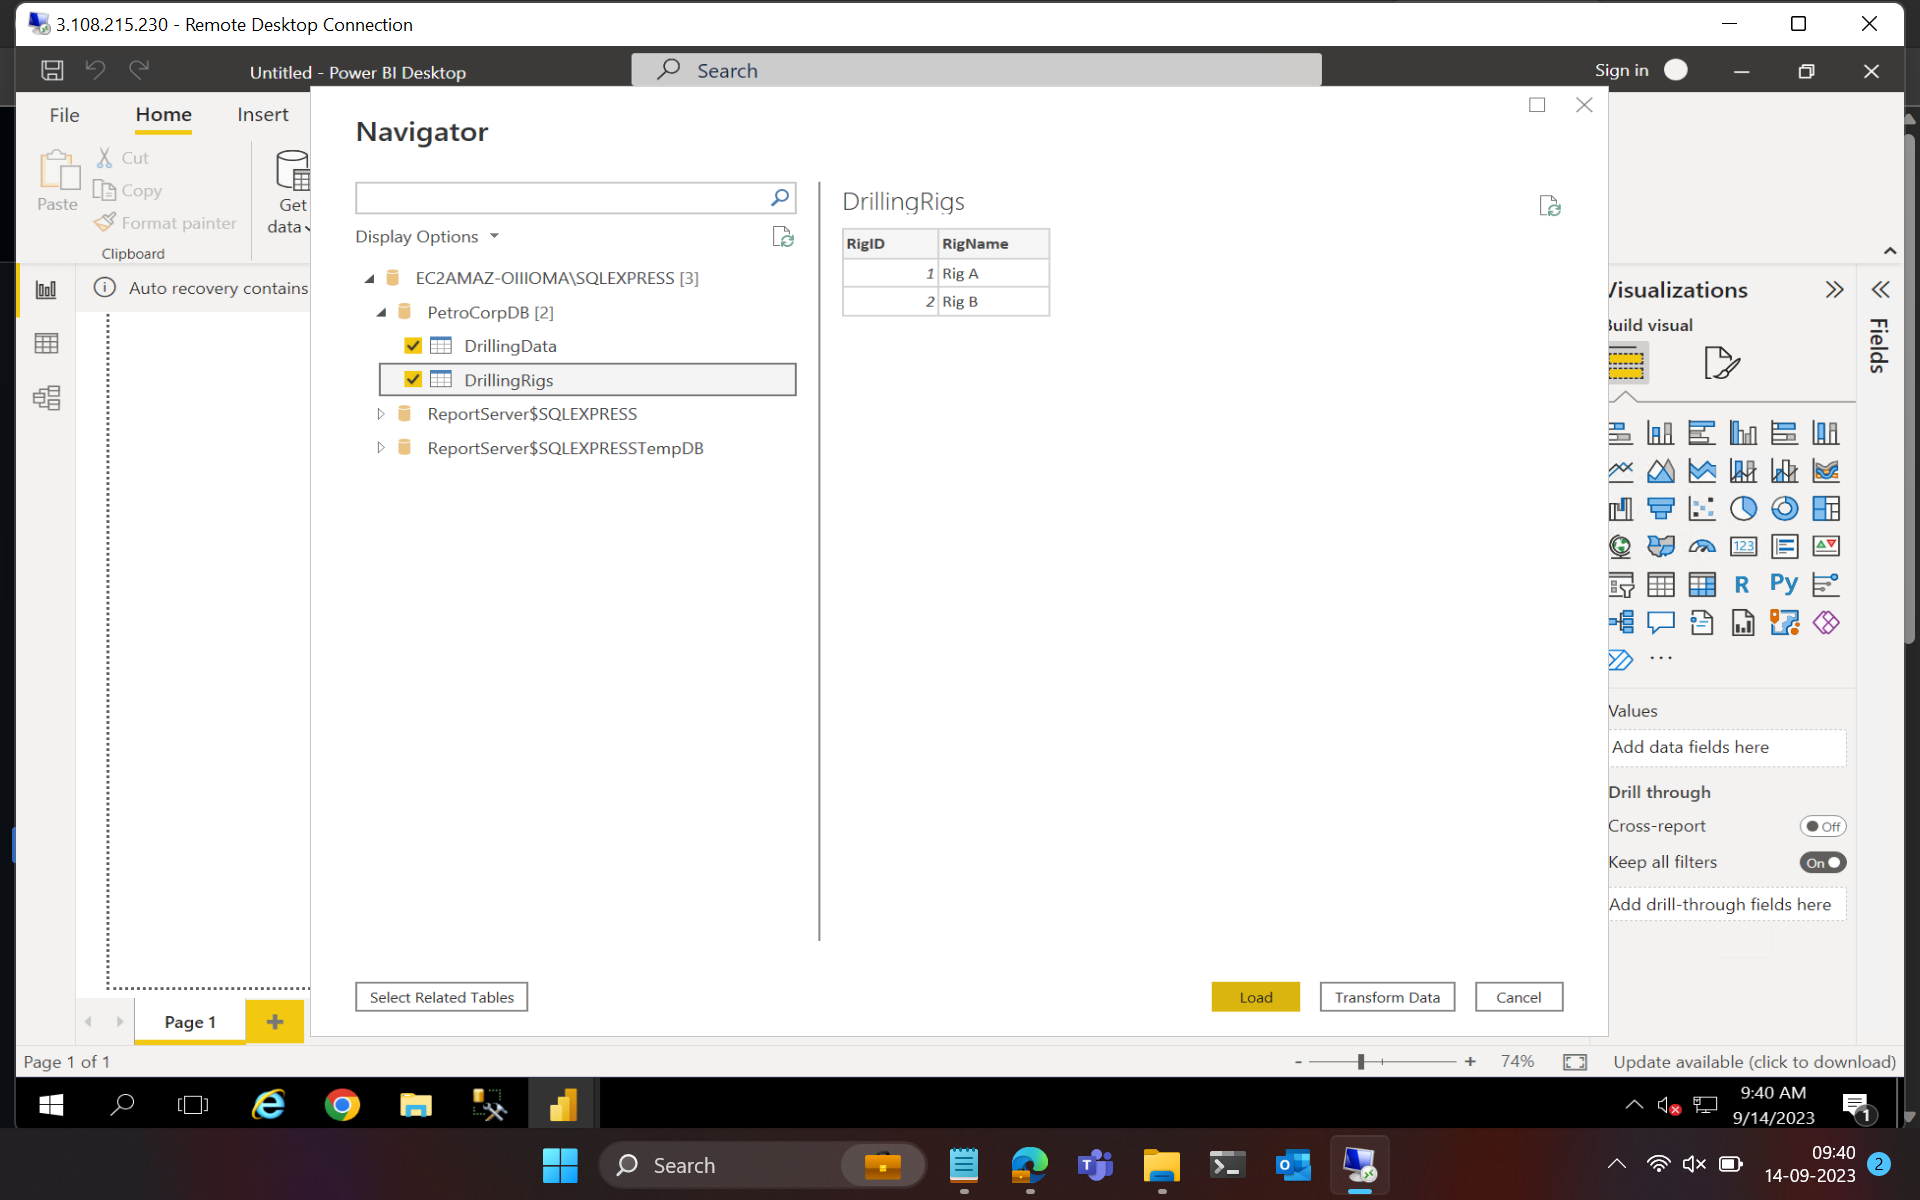 3.108.215.230 - Remote Desktop Connection
Untitled - Power BI Desktop
Search
Sign in
File
Home
Insert
Paste
Cut
Copy
Format painter
Clipboard
Get
data
Auto recovery contains
Navigator
Display Options
EC2AMAZ-OIIIOMA\SQLEXPRESS [3]
PetroCorpDB [2]
DrillingData
DrillingRigs
ReportServer$SQLEXPRESS
ReportServer$SQLEXPRESSTempDB
DrillingRigs
RigID RigName
1 Rig A
2 Rig B
Select Related Tables
Load
Transform Data
Cancel
Visualizations
Build visual
Fields
123
R
Py
...
Values
Add data fields here
Drill through
Cross-report
Off
Keep all filters
On
Add drill-through fields here
Page 1
Page 1 of 1
- + 74%
Update available (click to download)
9:40 AM
9/14/2023
1
Search
09:40
14-09-2023
2